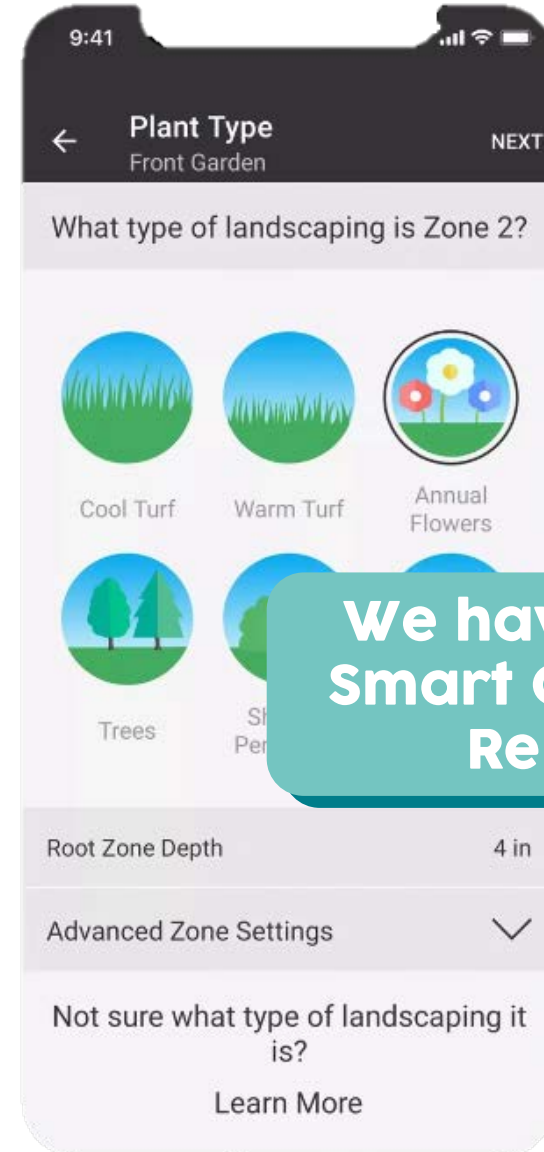 9:41
Plant Type
NEXT
Front Garden
What type of landscaping is Zone 2?
Cool Turf
Warm Turf
Annual
Flowers
Trees
We
Smart
Root Zone Depth
4 in
Advanced Zone Settings
Not sure what type of landscaping it
is?
Learn More